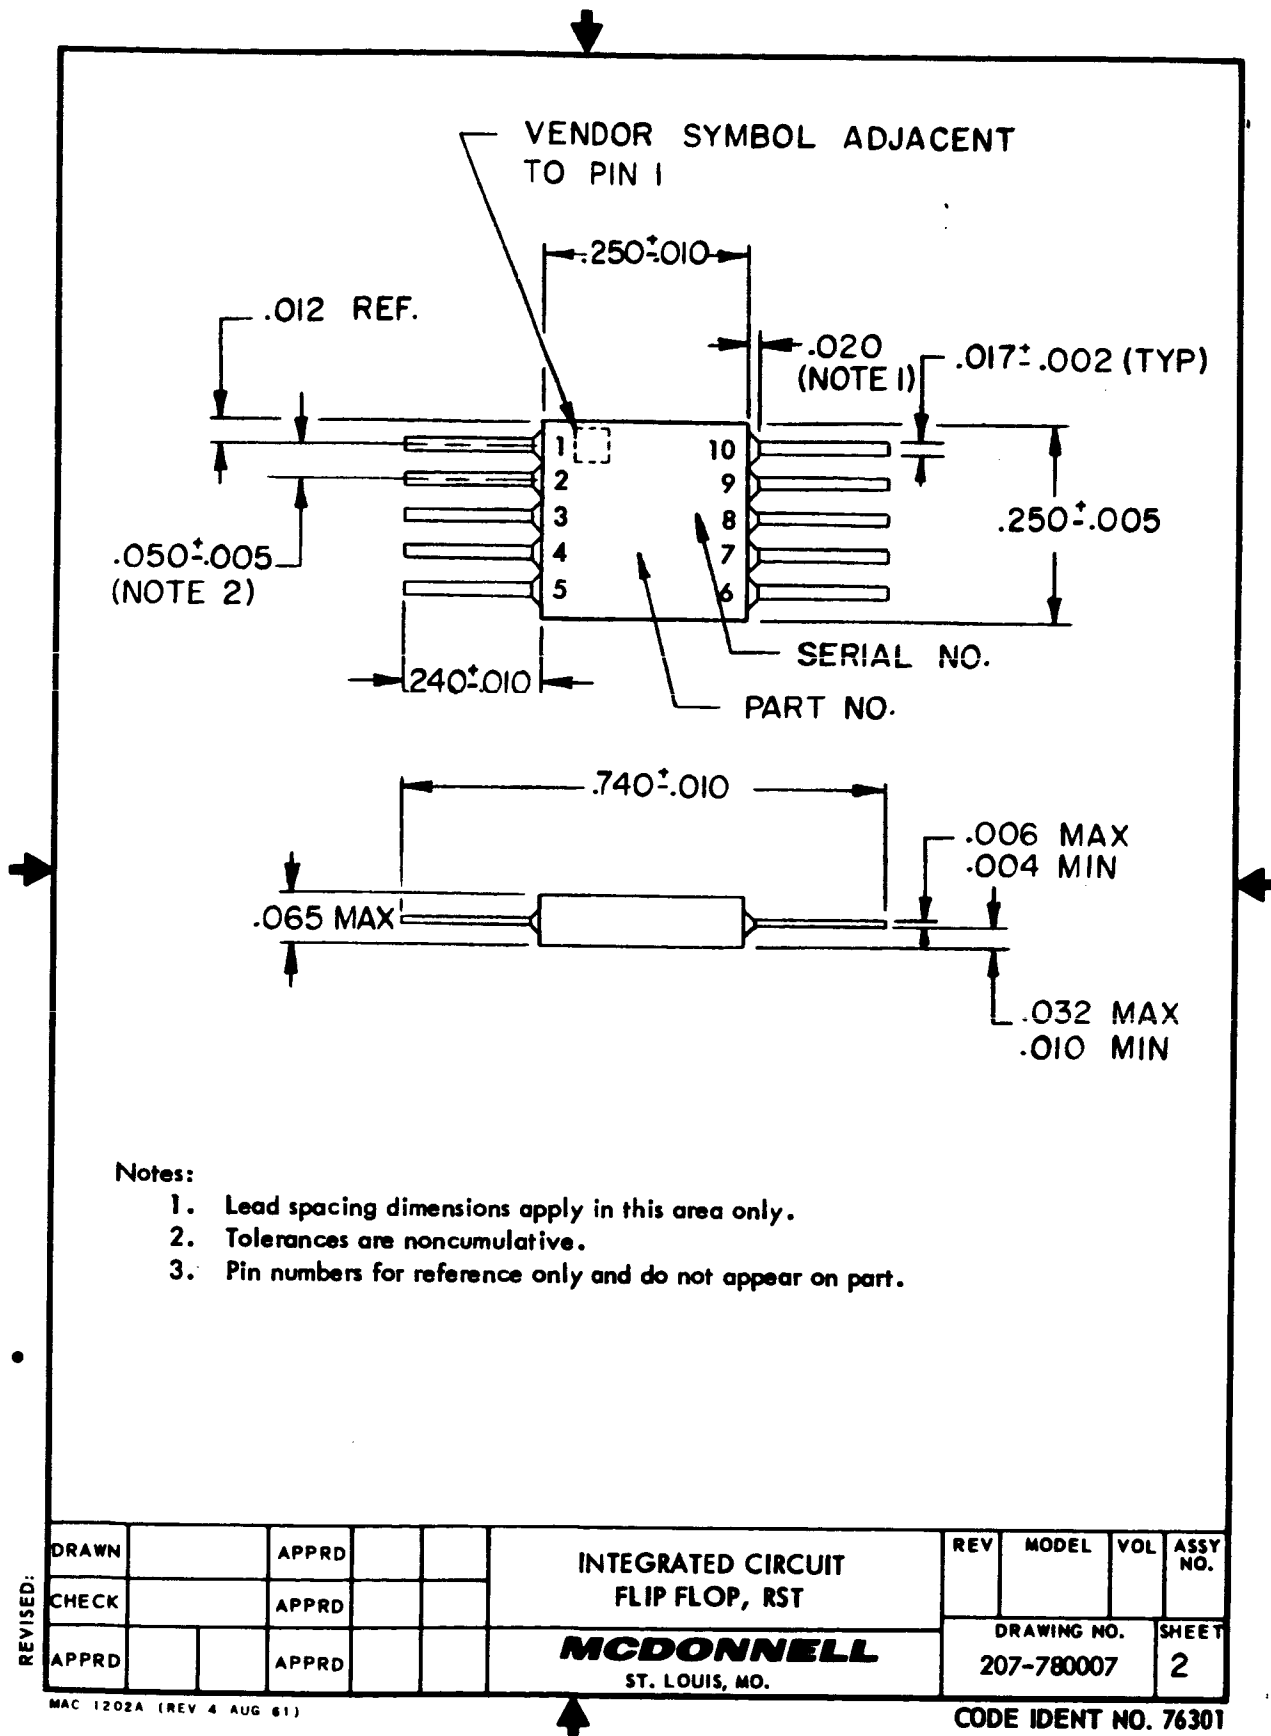 VENDOR SYMBOL ADJACENT
TO PIN 1
.250±.010
.012 REF.
.020
(NOTE 1)
.017±.002 (TYP)
1
2
3
4
5
10
9
8
7
6
.050±.005
(NOTE 2)
.250±.005
SERIAL NO.
.240±.010
PART NO.
.740±.010
.006 MAX
.004 MIN
.065 MAX
.032 MAX
.010 MIN
Notes:
1. Lead spacing dimensions apply in this area only.
2. Tolerances are noncumulative.
3. Pin numbers for reference only and do not appear on part.
REVISED:
DRAWN
APPRD
CHECK
APPRD
APPRD
APPRD
INTEGRATED CIRCUIT
FLIP FLOP, RST
MCDONNELL
ST. LOUIS, MO.
REV
MODEL
VOL
ASSY
NO.
DRAWING NO.
207-780007
SHEET
2
MAC 1202A (REV 4 AUG 61)
CODE IDENT NO. 76301